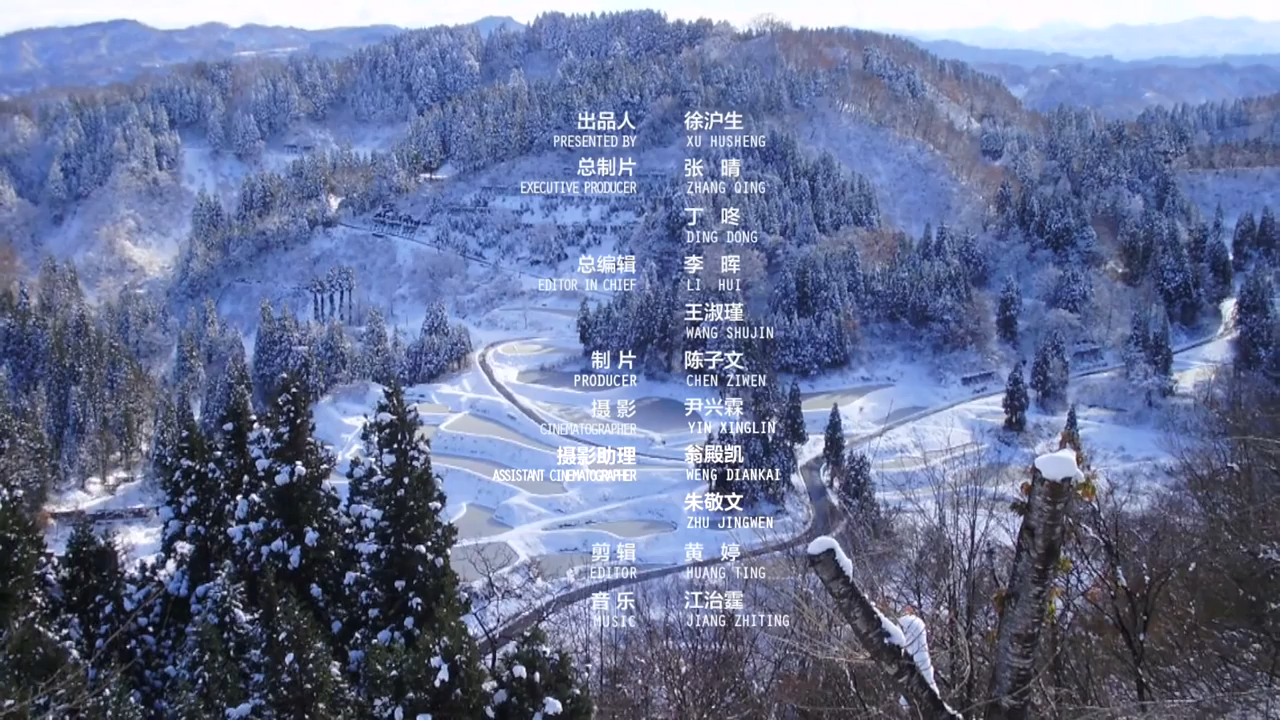 出品人 徐沪生
PRESENTED BY XU HUSHENG
总制片 张 晴
EXECUTIVE PRODUCER ZHANG QING
丁 咚
DING DONG
总编辑 李 晖
EDITOR IN CHIEF LI HUI
王淑瑾
WANG SHUJIN
制 片 陈子文
PRODUCER CHEN ZIWEN
摄 影 尹兴霖
CINEMATOGRAPHER YIN XINGLIN
摄影助理 翁殿凯
ASSISTANT CINEMATOGRAPHER WENG DIANKAI
朱敬文
ZHU JINGWEN
剪 辑 黄 婷
EDITOR HUANG TING
音 乐 江治霆
MUSIC JIANG ZHITING